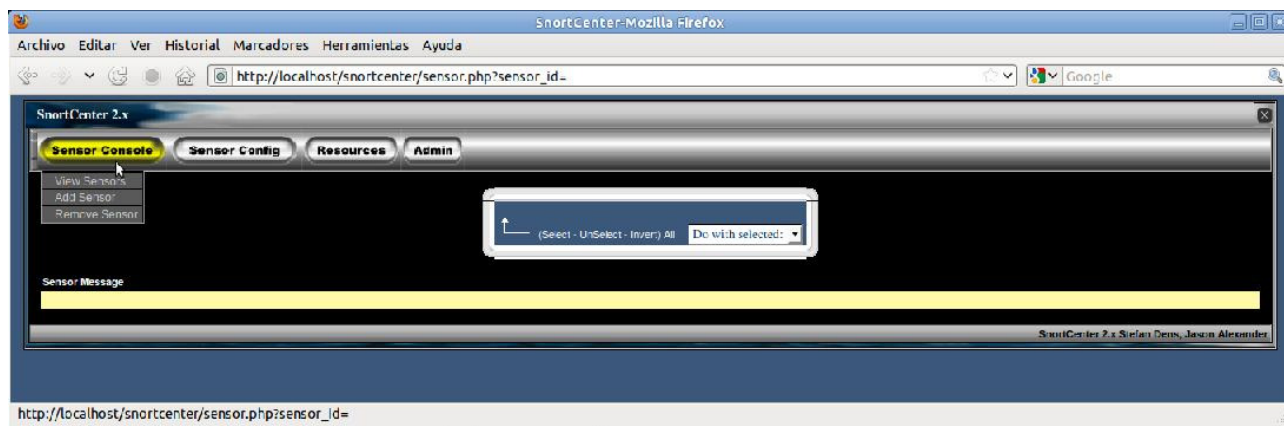 SnortCenter-Mozilla Firefox
Archivo Editar Ver Historial Marcadores Herramientas Ayuda
http://localhost/snortcenter/sensor.php?sensor_id=
Google
SnortCenter 2.x
Sensor Console Sensor Config Resources Admin
View Sensors
Add Sensor
Remove Sensor
(Select - UnSelect - Invert) All Do with selected:
Sensor Message
SnortCenter 2.x Stefan Dens, Jason Alexander
http://localhost/snortcenter/sensor.php?sensor_id=